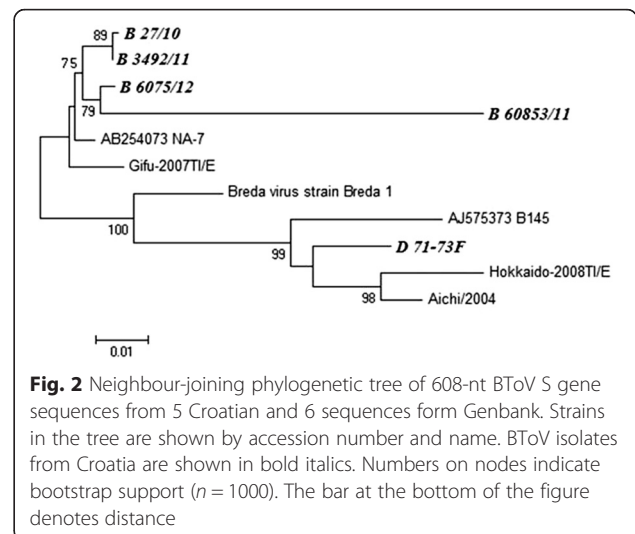 89
B 27/10
B 3492/11
75
B 6075/12
79
B 60853/11
AB254073 NA-7
Gifu-2007TI/E
Breda virus strain Breda 1
100
AJ575373 B145
D 71-73F
99
Hokkaido-2008TI/E
98
Aichi/2004
0.01
Fig. 2 Neighbour-joining phylogenetic tree of 608-nt BToV S gene
sequences from 5 Croatian and 6 sequences form Genbank. Strains
in the tree are shown by accession number and name. BToV isolates
from Croatia are shown in bold italics. Numbers on nodes indicate
bootstrap support (n = 1000). The bar at the bottom of the figure
denotes distance